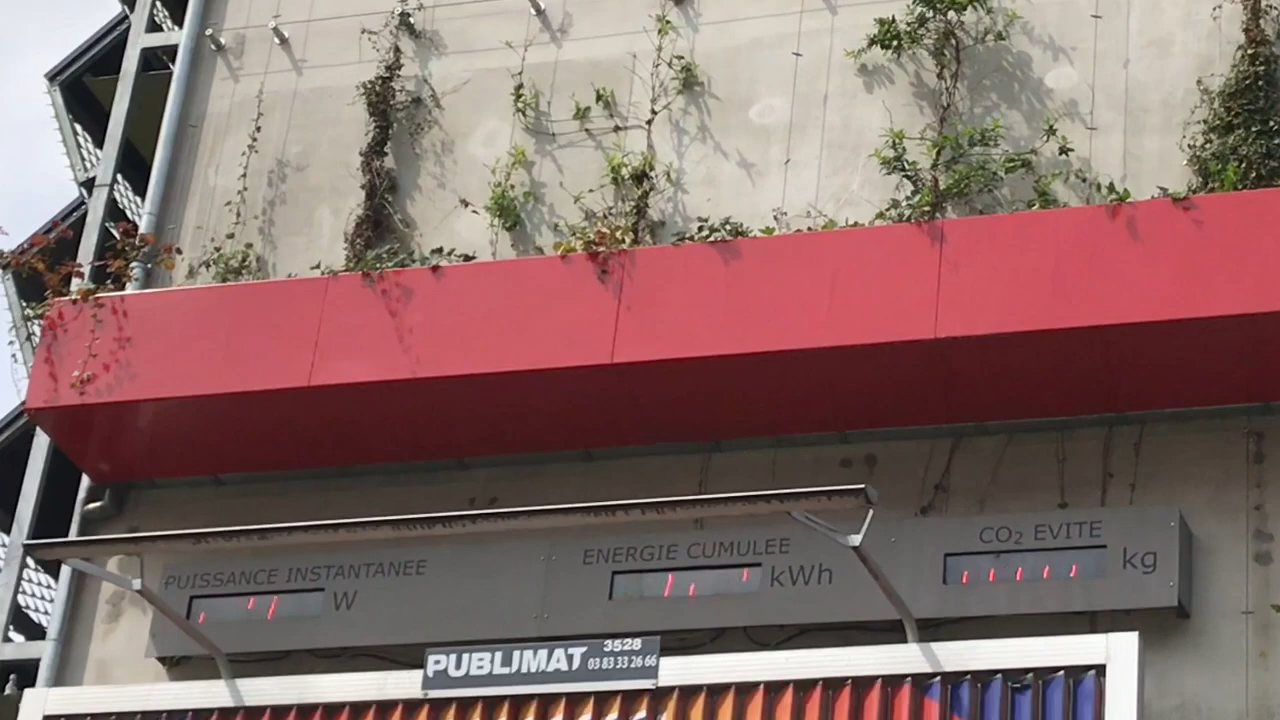 PUISSANCE INSTANTANEE
W
ENERGIE CUMULEE
kWh
CO₂ EVITE
kg
PUBLIMAT
3528
03 83 33 26 66